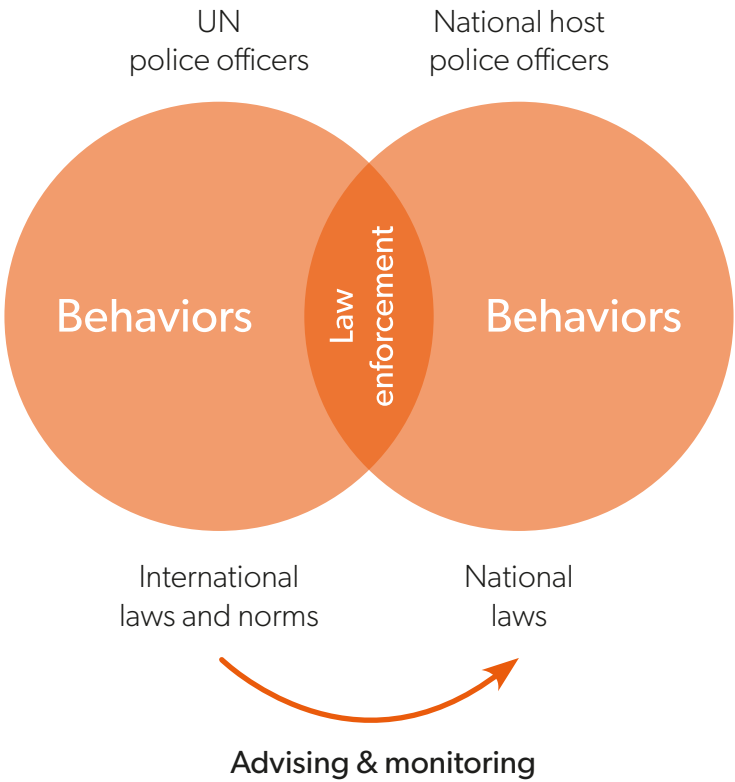 UN
police officers
National host
police officers
Behaviors
Law
enforcement
Behaviors
International
laws and norms
National
laws
Advising & monitoring